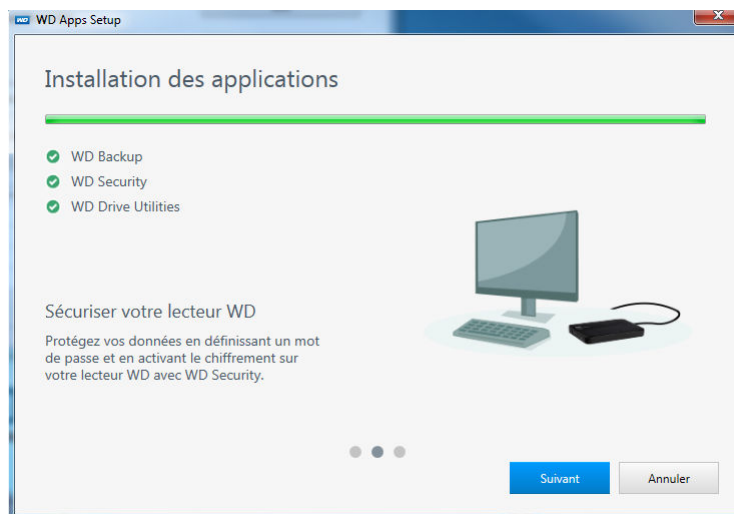 WD WD Apps Setup
Installation des applications
WD Backup
WD Security
WD Drive Utilities
Sécuriser votre lecteur WD
Protégez vos données en définissant un mot
de passe et en activant le chiffrement sur
votre lecteur WD avec WD Security.
Suivant Annuler